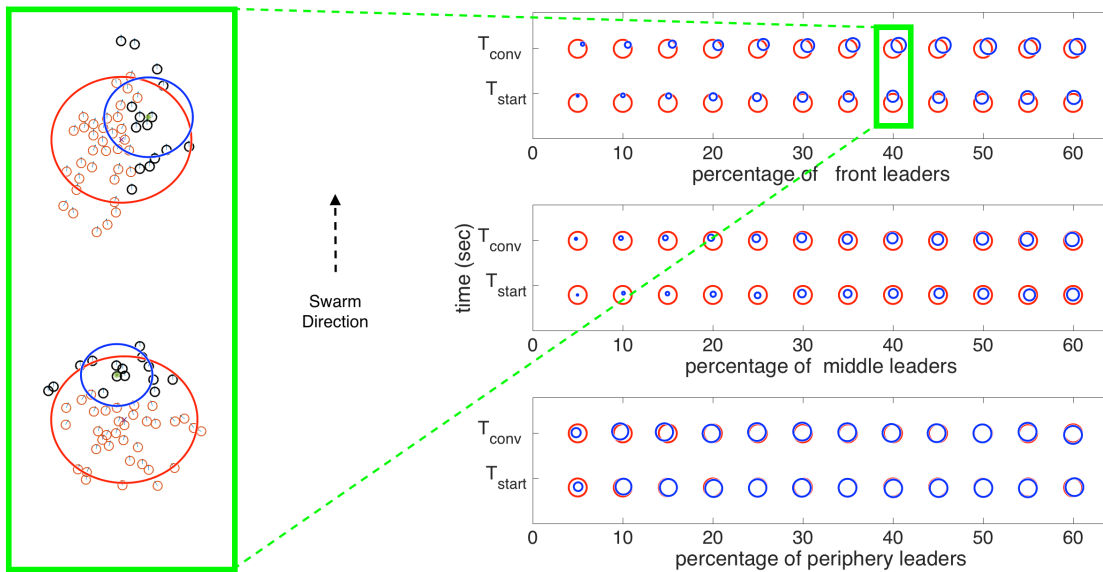 Swarm
Direction
time (sec)
T_conv
T_start
0 10 20 30 40 50 60
percentage of front leaders
T_conv
T_start
0 10 20 30 40 50 60
percentage of middle leaders
T_conv
T_start
0 10 20 30 40 50 60
percentage of periphery leaders